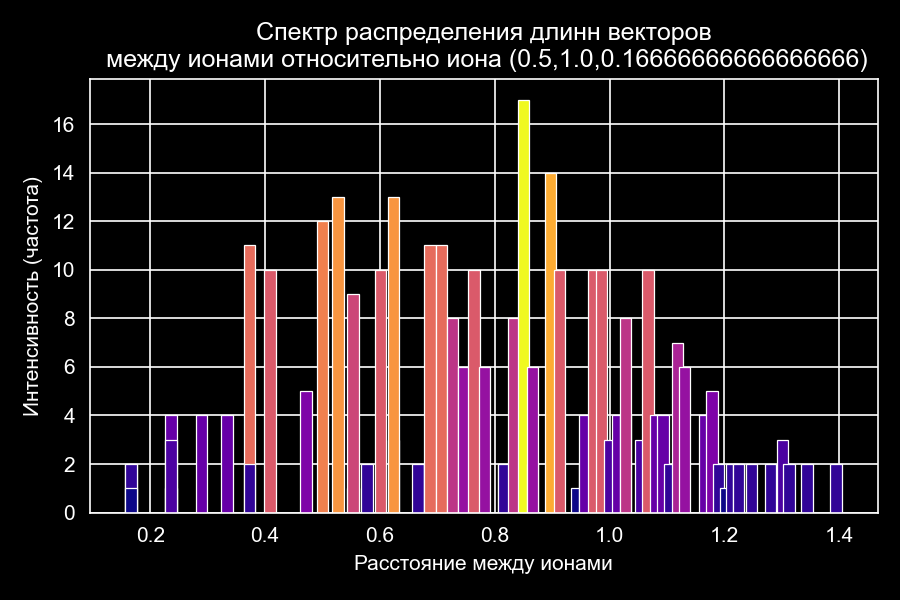 Спектр распределения длинн векторов
между ионами относительно иона (0.5,1.0,0.16666666666666666)
Интенсивность (частота)
16
14
12
10
8
6
4
2
0
0.2 0.4 0.6 0.8 1.0 1.2 1.4
Расстояние между ионами